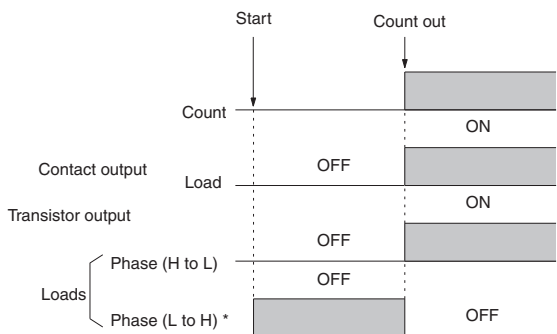 Start
Count out
Count
ON
Contact output
Load
OFF
ON
Transistor output
OFF
Loads
Phase (H to L)
OFF
Phase (L to H) *
OFF